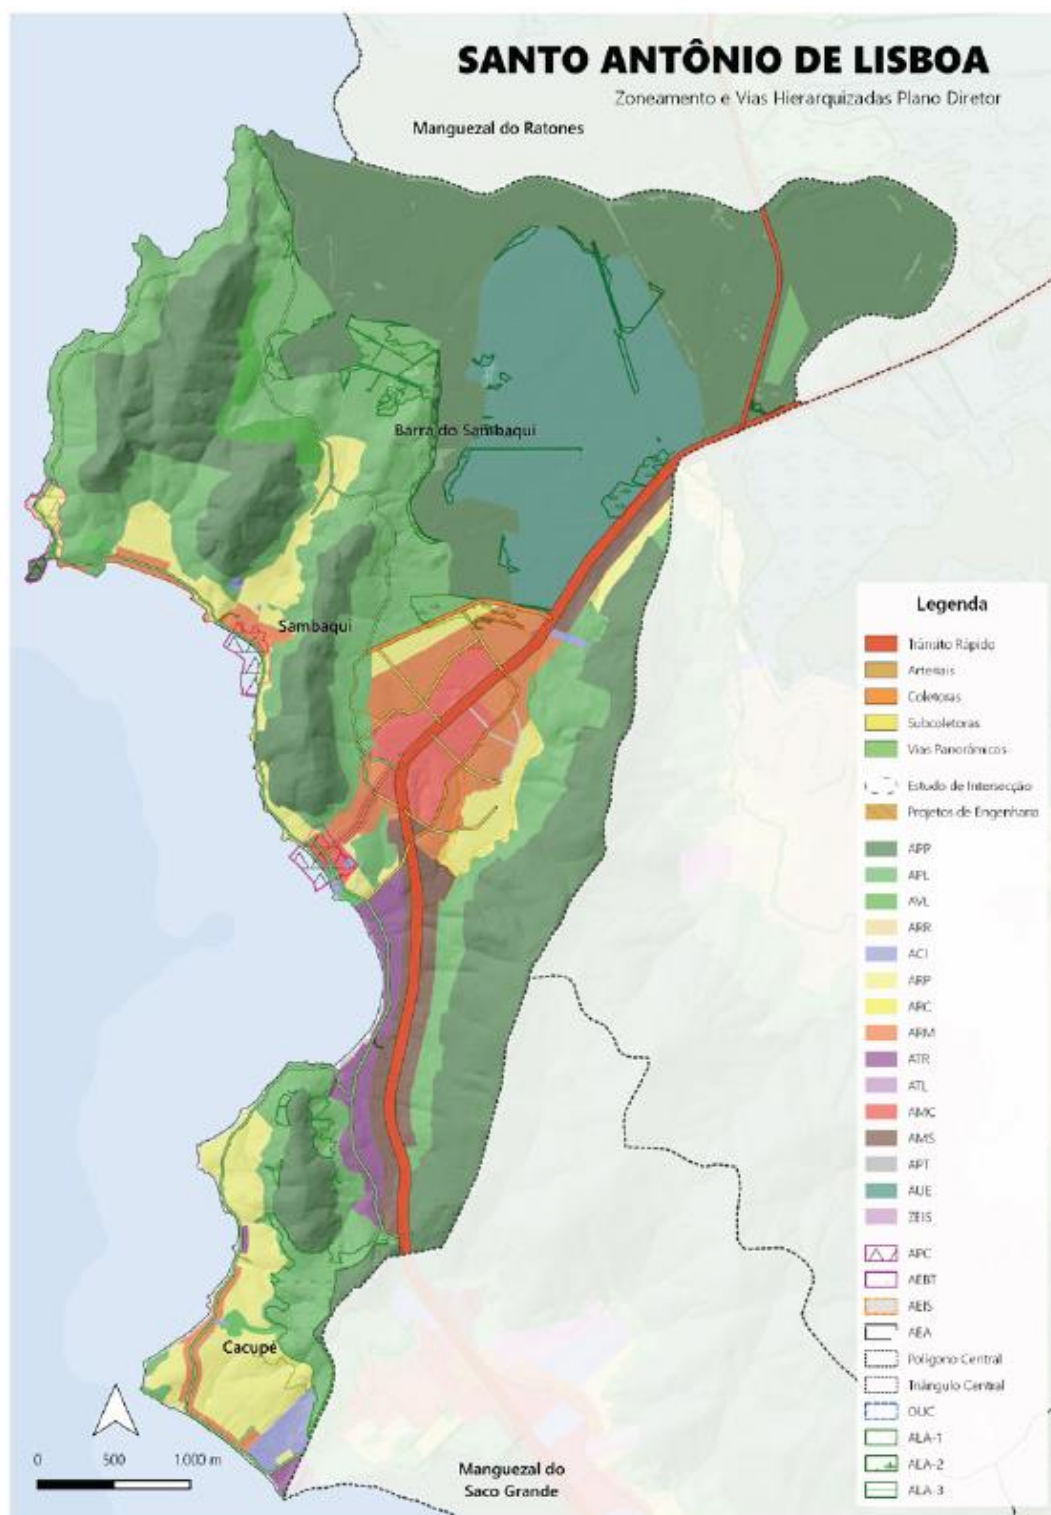 SANTO ANTÔNIO DE LISBOA
Zoneamento e Vias Hierarquizadas Plano Diretor
Manguezal do Ratones
Barra do Sambaqui
Sambaqui
Cacupé
Manguezal do
Saco Grande
0 500 1.000 m
Legenda
Trânsito Rápido
Arteriais
Coletoras
Subcoletoras
Vias Panorâmicas
Estudo de Intersecção
Projetos de Engenharia
APP
APL
AVL
ARR
ACI
ARP
ARC
ARM
ATR
ATL
AMC
AMS
APT
AUE
ZEIS
APC
AEBT
AEIS
AEA
Polígono Central
Triângulo Central
OUC
ALA-1
ALA-2
ALA-3